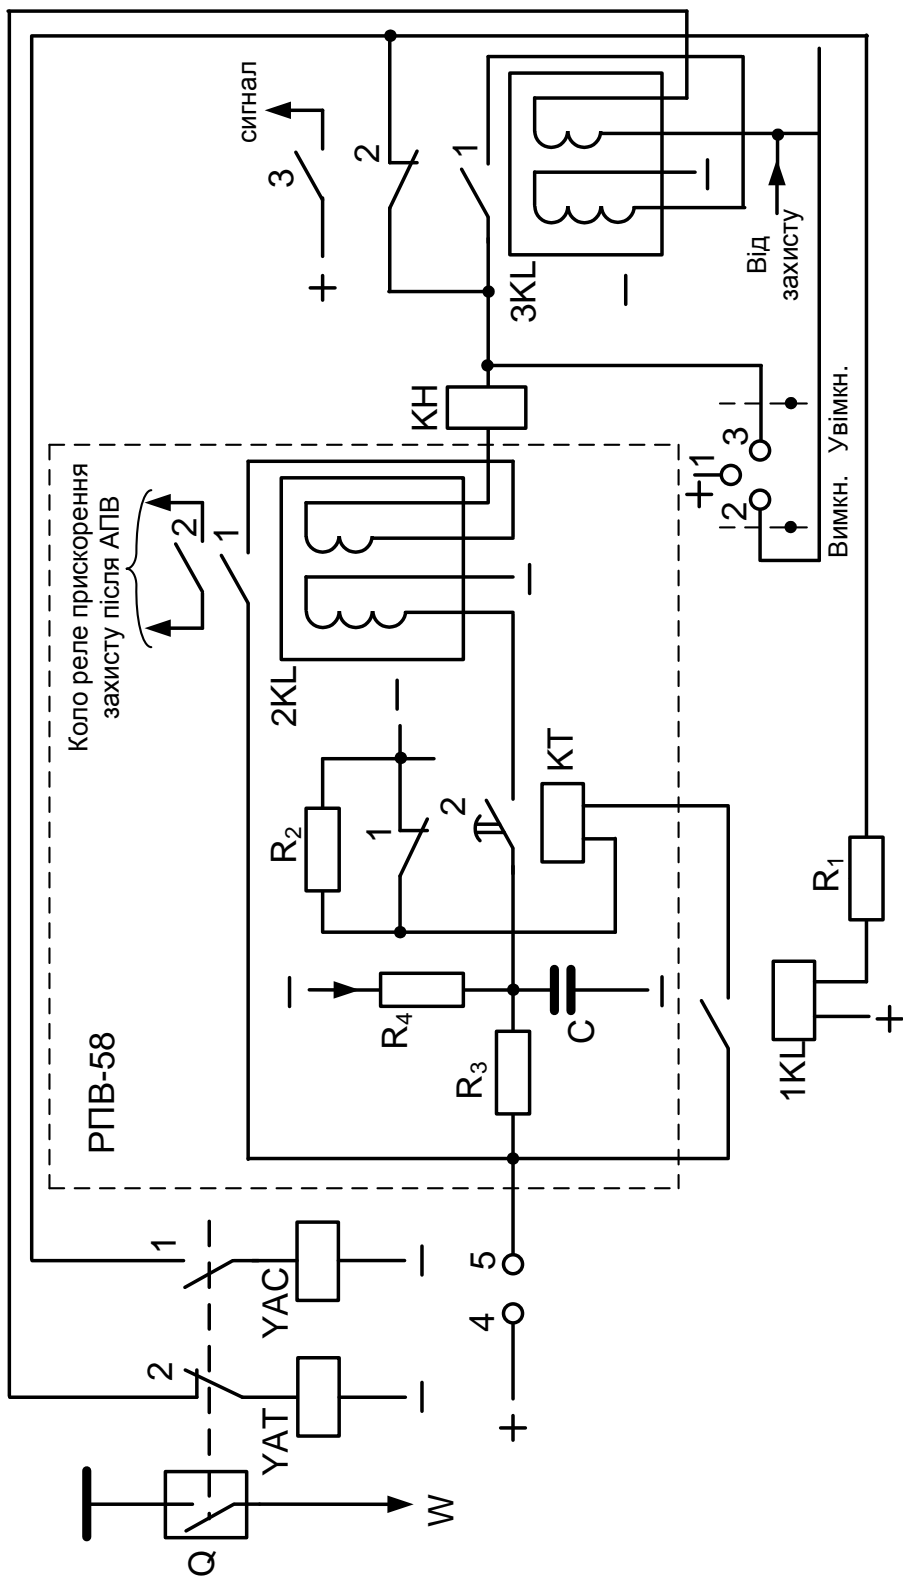 Q
W
YAT
2
YAC
1
+
4
5
РПВ-58
R4
R3
C
R2
1
2
KT
2KL
Коло реле прискорення
захисту після АПВ
2
1
KH
3KL
+
3
сигнал
2
1
Від
захисту
+
1
2
3
Вимкн.
Увімкн.
1KL
+
R1